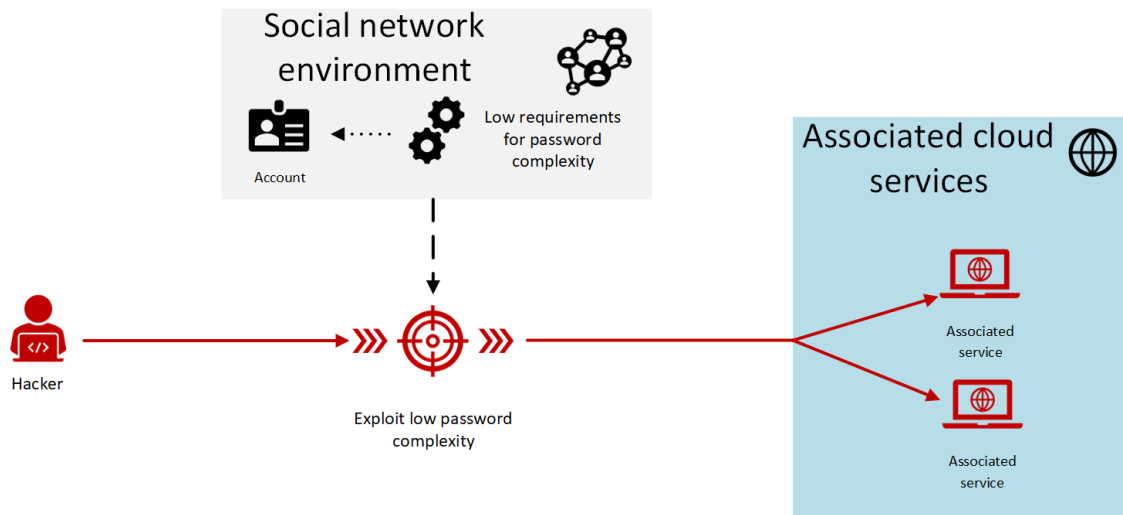 Social network
environment
Low requirements
for password
complexity
Account
Associated cloud
services
Hacker
</>
Exploit low password
complexity
Associated
service
Associated
service